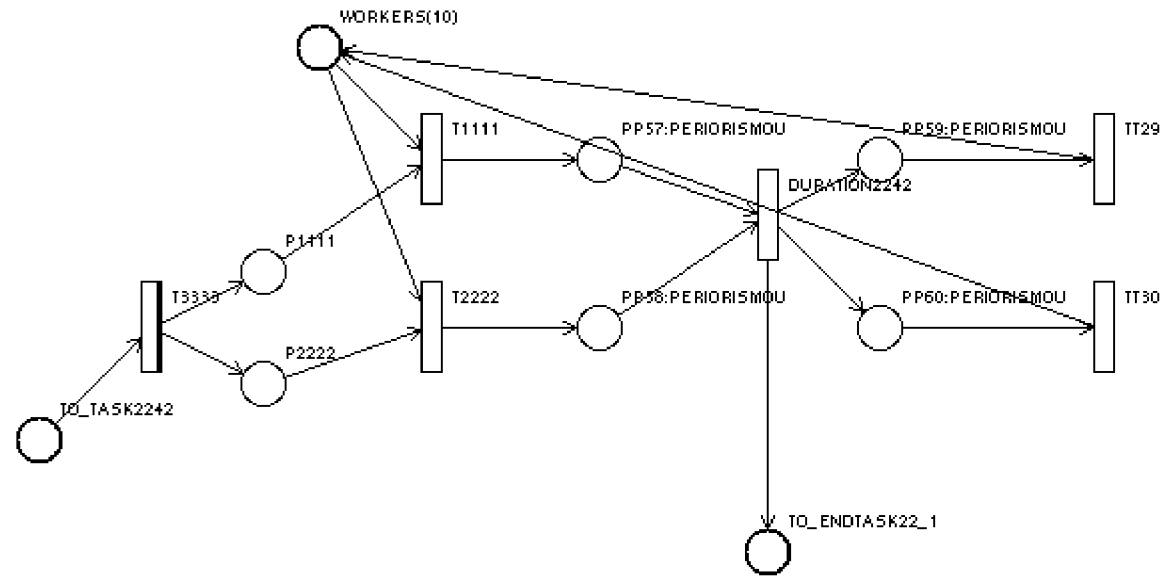 WORKERS(10)
T1111
PP57:PERIORISMOU
PP59:PERIORISMOU
TT29
DURATION2242
P1111
T3333
T2222
PP58:PERIORISMOU
PP60:PERIORISMOU
TT30
P2222
TO_TASK2242
TO_ENDTASK22_1